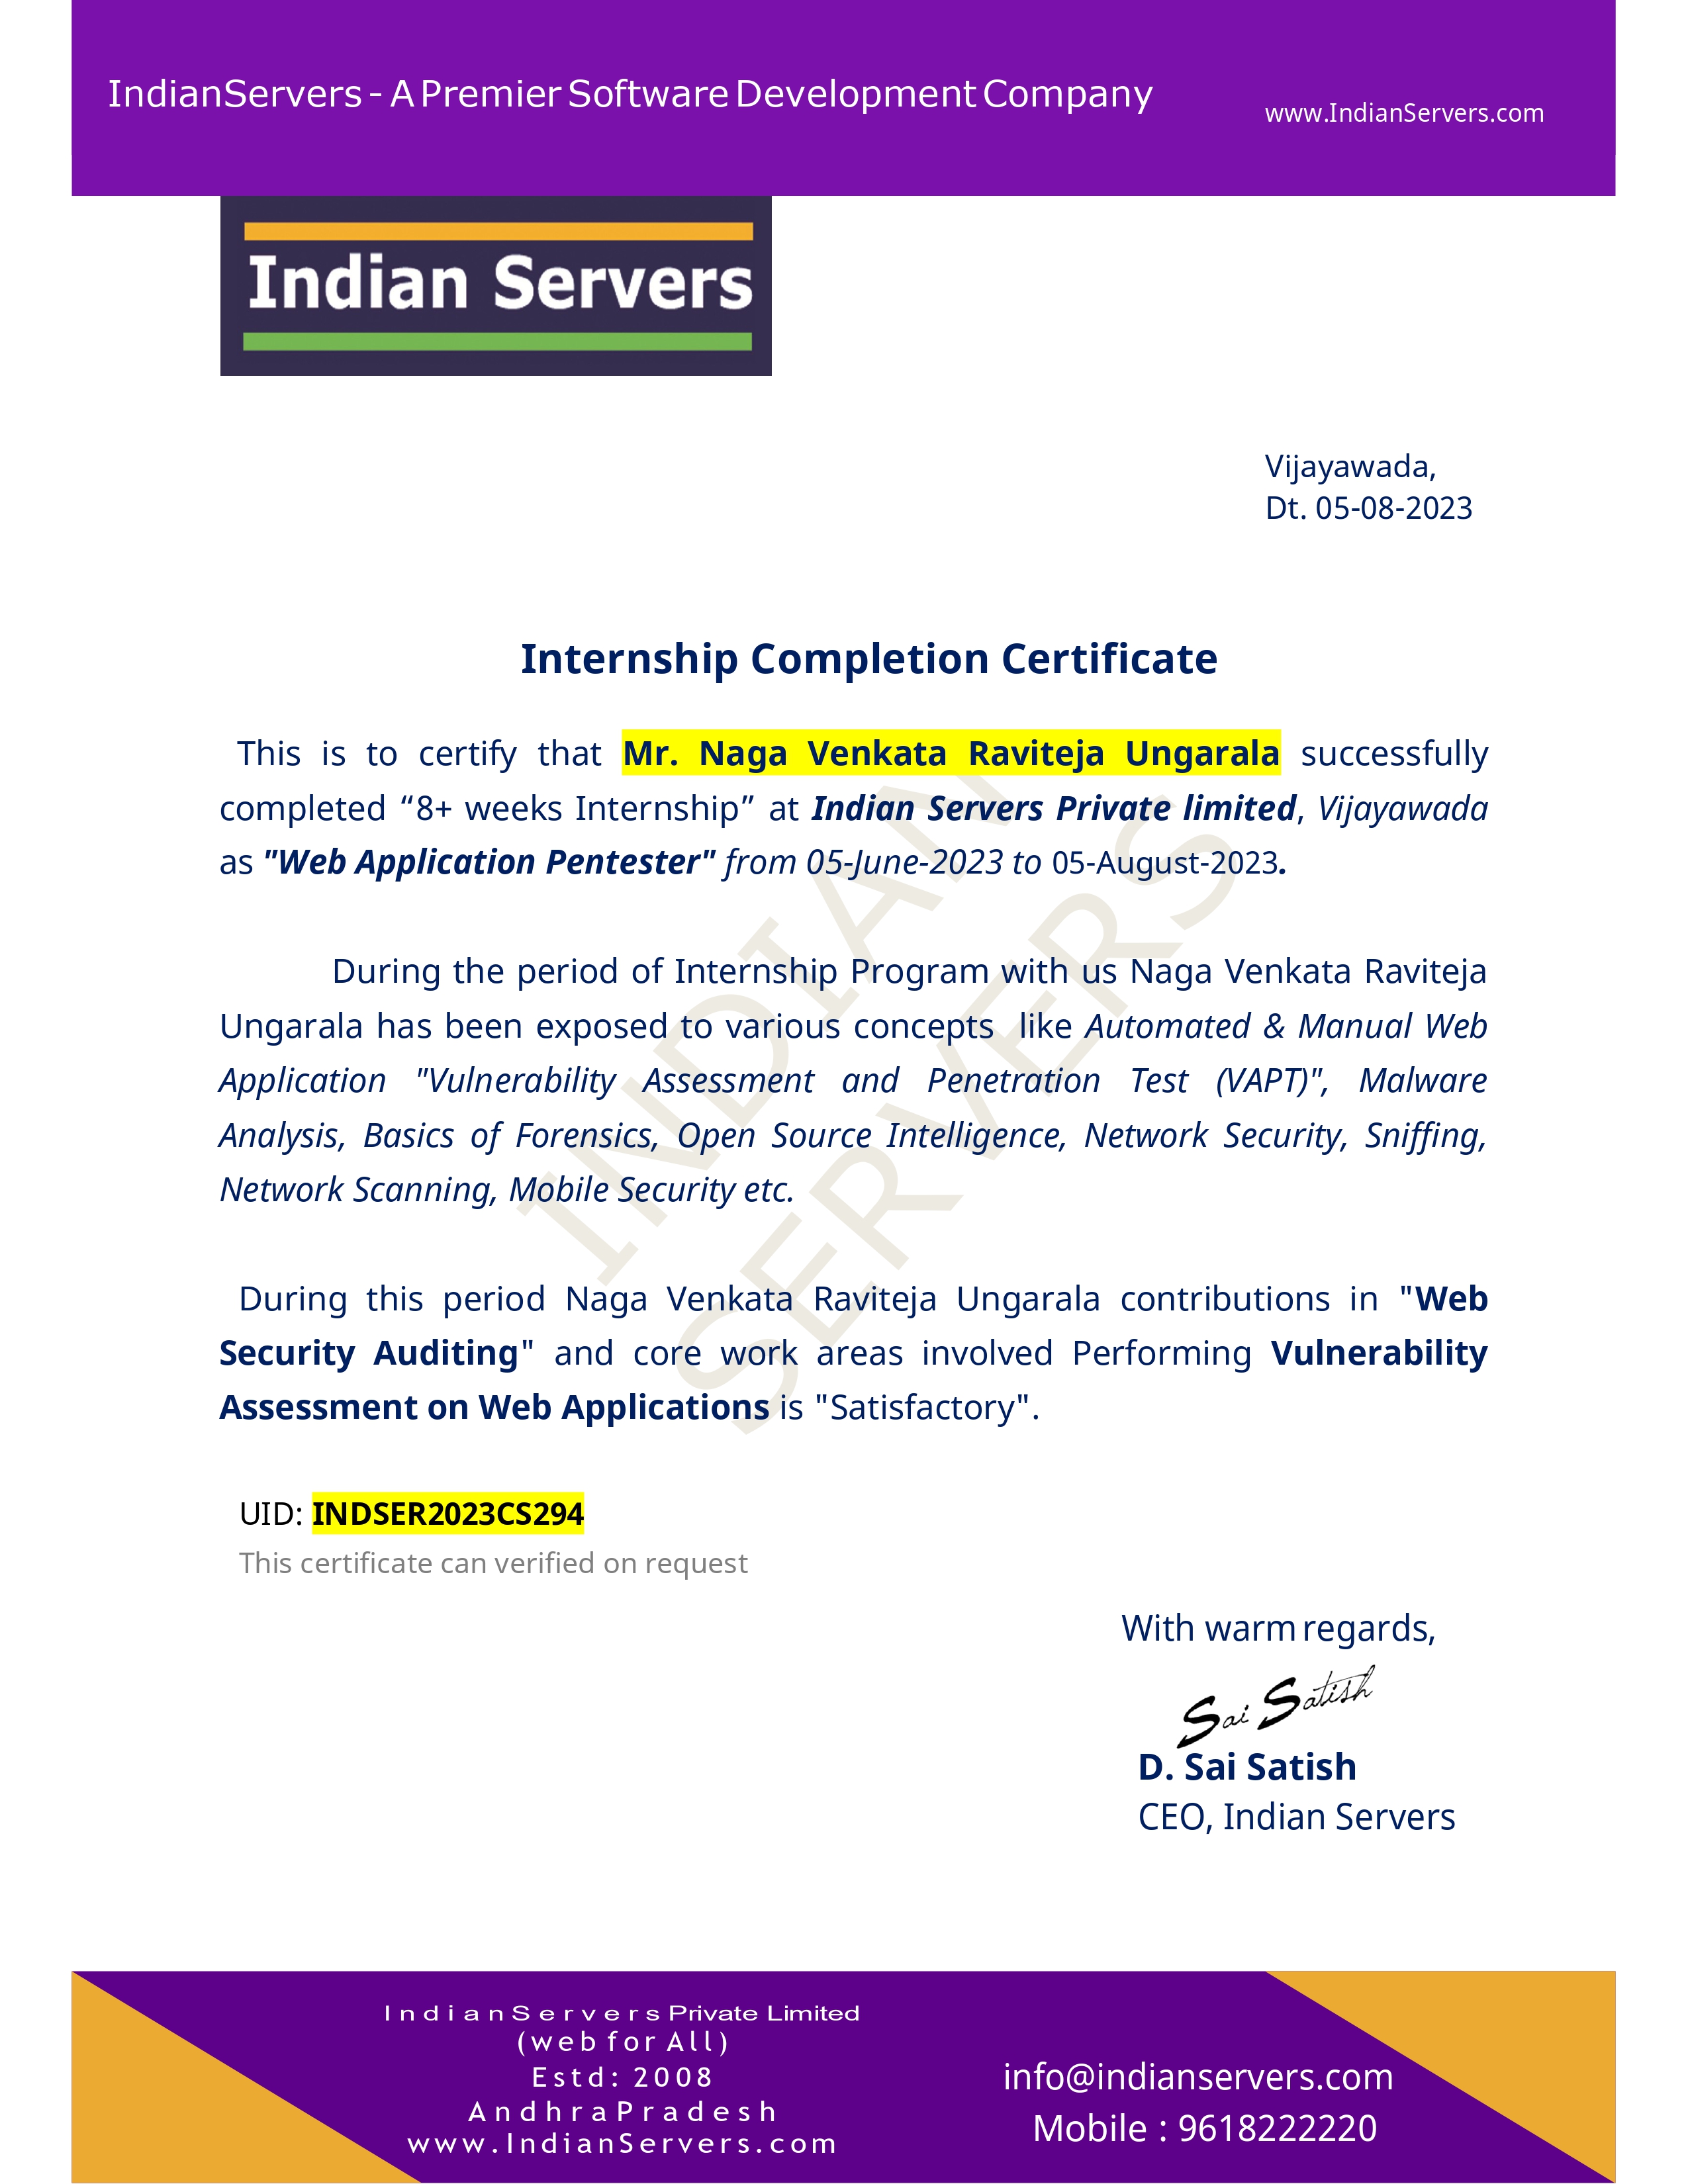 IndianServers - A Premier Software Development Company
www.IndianServers.com
Indian Servers
Vijayawada,
Dt. 05-08-2023
Internship Completion Certificate
This is to certify that Mr. Naga Venkata Raviteja Ungarala successfully
completed “8+ weeks Internship” at Indian Servers Private limited, Vijayawada
as "Web Application Pentester" from 05-June-2023 to 05-August-2023.
During the period of Internship Program with us Naga Venkata Raviteja
Ungarala has been exposed to various concepts like Automated & Manual Web
Application "Vulnerability Assessment and Penetration Test (VAPT)", Malware
Analysis, Basics of Forensics, Open Source Intelligence, Network Security, Sniffing,
Network Scanning, Mobile Security etc.
During this period Naga Venkata Raviteja Ungarala contributions in "Web
Security Auditing" and core work areas involved Performing Vulnerability
Assessment on Web Applications is "Satisfactory".
INDIAN
SERVERS
UID: INDSER2023CS294
This certificate can verified on request
With warm regards,
Sai Satish
D. Sai Satish
CEO, Indian Servers
IndianServers Private Limited
(web for All)
Estd: 2008
AndhraPradesh
www.IndianServers.com
info@indianservers.com
Mobile : 9618222220